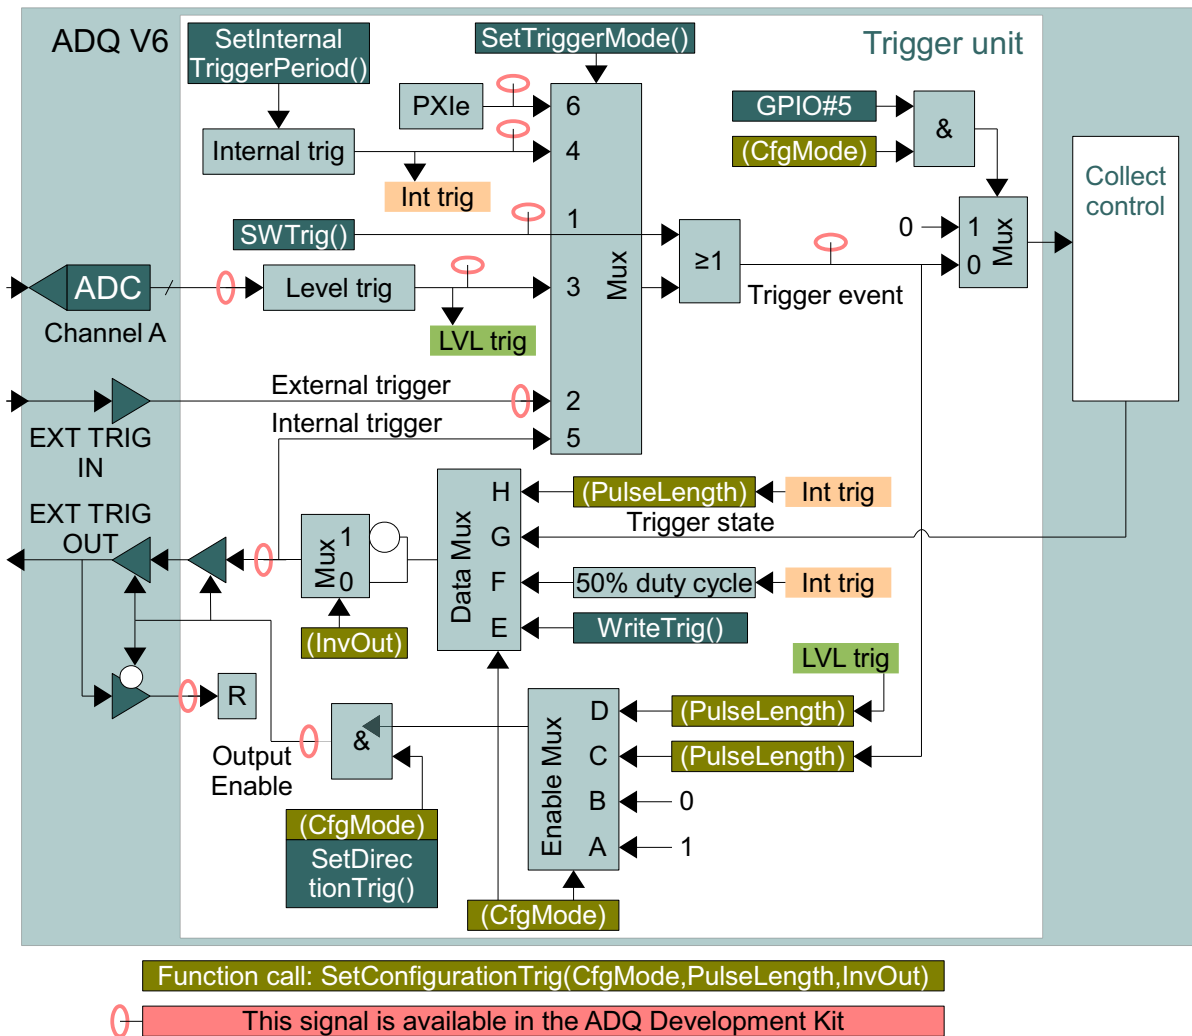 ADQ V6
SetInternal
TriggerPeriod()
SetTriggerMode()
Trigger unit
PXIe
6
GPIO#5
&
(CfgMode)
Internal trig
4
Int trig
Collect
control
1
SWTrig()
0
1
≥1
Mux
Mux
0
ADC
Level trig
3
Trigger event
Channel A
LVL trig
External trigger
2
Internal trigger
5
EXT TRIG
IN
EXT TRIG
OUT
H
(PulseLength)
Int trig
Trigger state
Mux
1
0
Data Mux
G
F
50% duty cycle
Int trig
E
WriteTrig()
(InvOut)
LVL trig
R
D
(PulseLength)
&
Output
Enable
Enable Mux
C
(PulseLength)
B
0
(CfgMode)
A
1
SetDirec
tionTrig()
(CfgMode)
Function call: SetConfigurationTrig(CfgMode,PulseLength,InvOut)
This signal is available in the ADQ Development Kit